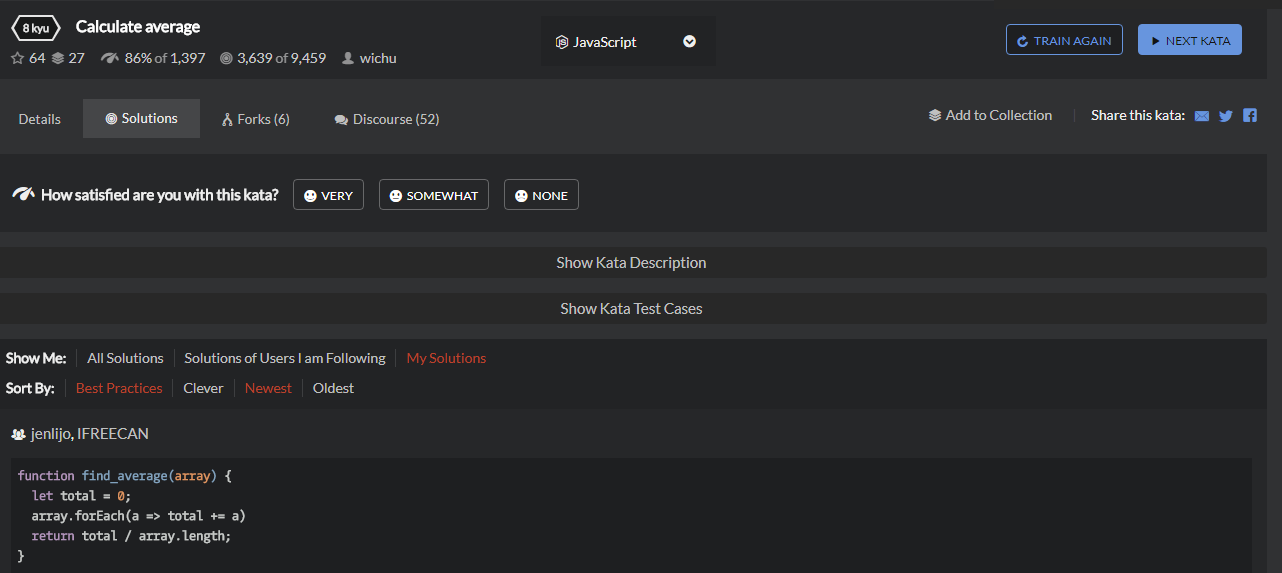 8 kyu Calculate average
64 27 86% of 1,397 3,639 of 9,459 wichu
JavaScript
TRAIN AGAIN NEXT KATA
Details Solutions Forks (6) Discourse (52)
Add to Collection Share this kata:
How satisfied are you with this kata? VERY SOMEWHAT NONE
Show Kata Description
Show Kata Test Cases
Show Me: All Solutions Solutions of Users I am Following My Solutions
Sort By: Best Practices Clever Newest Oldest
jenlijo, IFREECAN
function find_average(array) {
  let total = 0;
  array.forEach(a => total += a)
  return total / array.length;
}